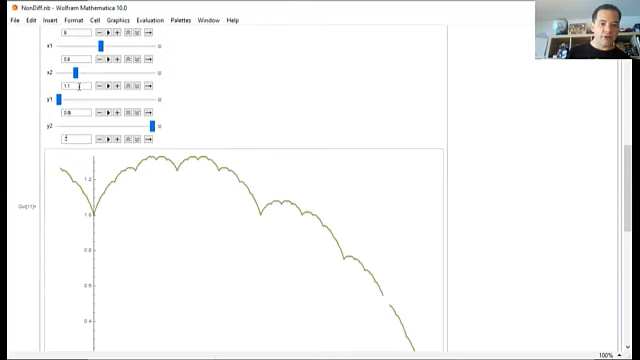 NonDiff.nb - Wolfram Mathematica 10.0
File Edit Insert Format Cell Graphics Evaluation Palettes Window Help
8
x1
0.9
x2
1.1
y1
y2
Out[11]=
1.2
1.0
0.8
0.6
0.4
100%